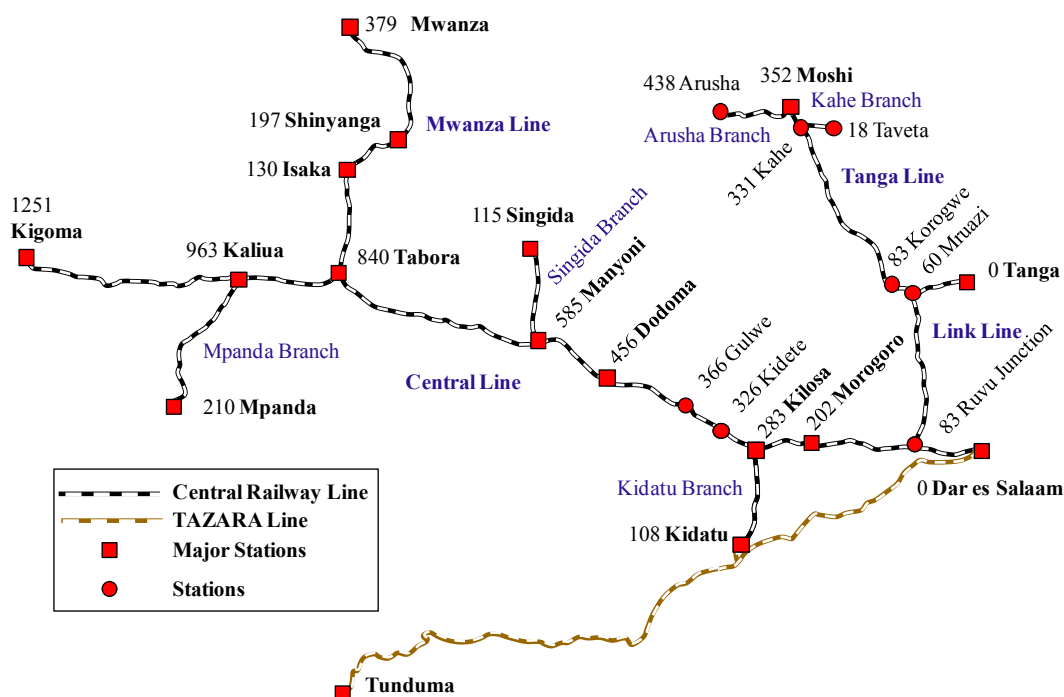 379 Mwanza
438 Arusha
352 Moshi
Kahe Branch
Arusha Branch
18 Taveta
331 Kahe
197 Shinyanga
Mwanza Line
130 Isaka
Tanga Line
1251
Kigoma
963 Kaliua
840 Tabora
115 Singida
Singida Branch
585 Manyoni
83 Korogwe
60 Mruazi
0 Tanga
Link Line
Mpanda Branch
Central Line
456 Dodoma
366 Gulwe
326 Kidete
283 Kilosa
202 Morogoro
83 Ruvu Junction
210 Mpanda
Kidatu Branch
0 Dar es Salaam
108 Kidatu
Central Railway Line
TAZARA Line
Major Stations
Stations
Tunduma